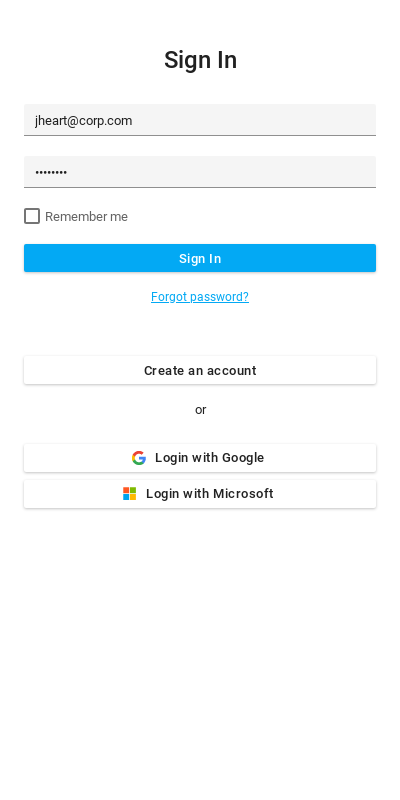 Sign In
jheart@corp.com
••••••••
Remember me
Sign In
Forgot password?
Create an account
or
Login with Google
Login with Microsoft